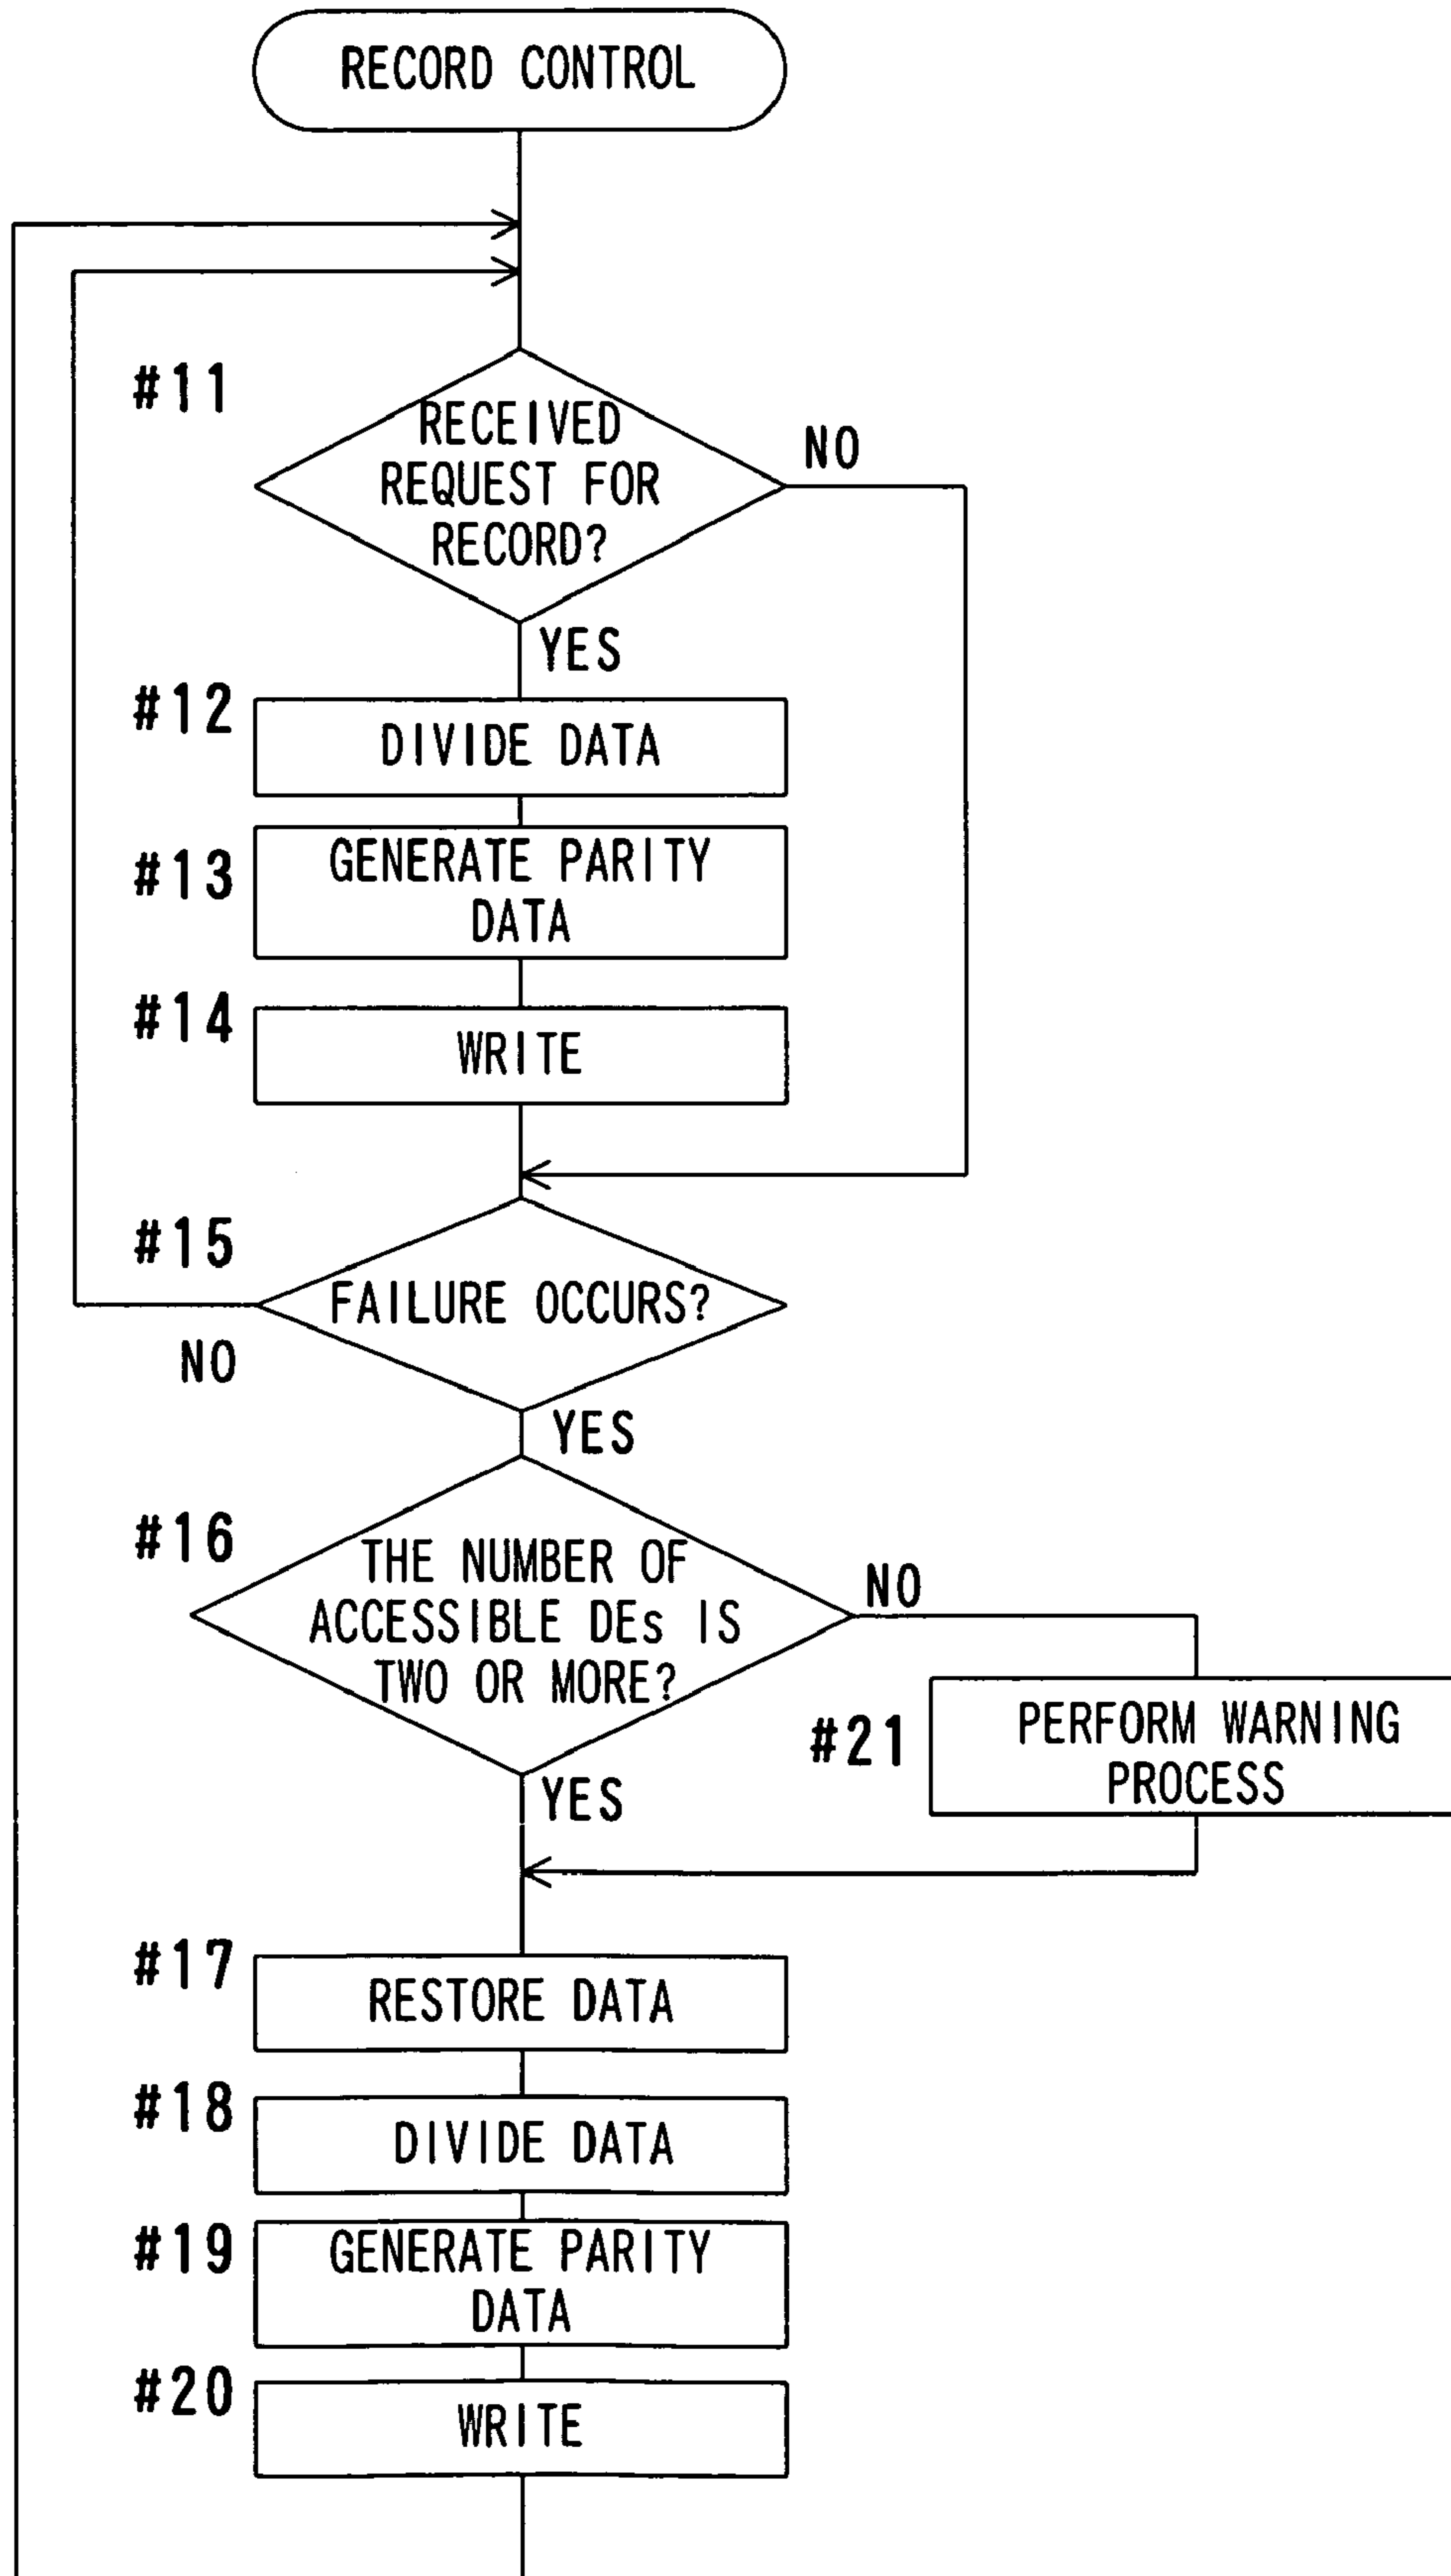 RECORD CONTROL
#11
RECEIVED
REQUEST FOR
RECORD?
NO
YES
#12
DIVIDE DATA
#13
GENERATE PARITY
DATA
#14
WRITE
#15
FAILURE OCCURS?
NO
YES
#16
THE NUMBER OF
ACCESSIBLE DEs IS
TWO OR MORE?
NO
#21
PERFORM WARNING
PROCESS
YES
#17
RESTORE DATA
#18
DIVIDE DATA
#19
GENERATE PARITY
DATA
#20
WRITE